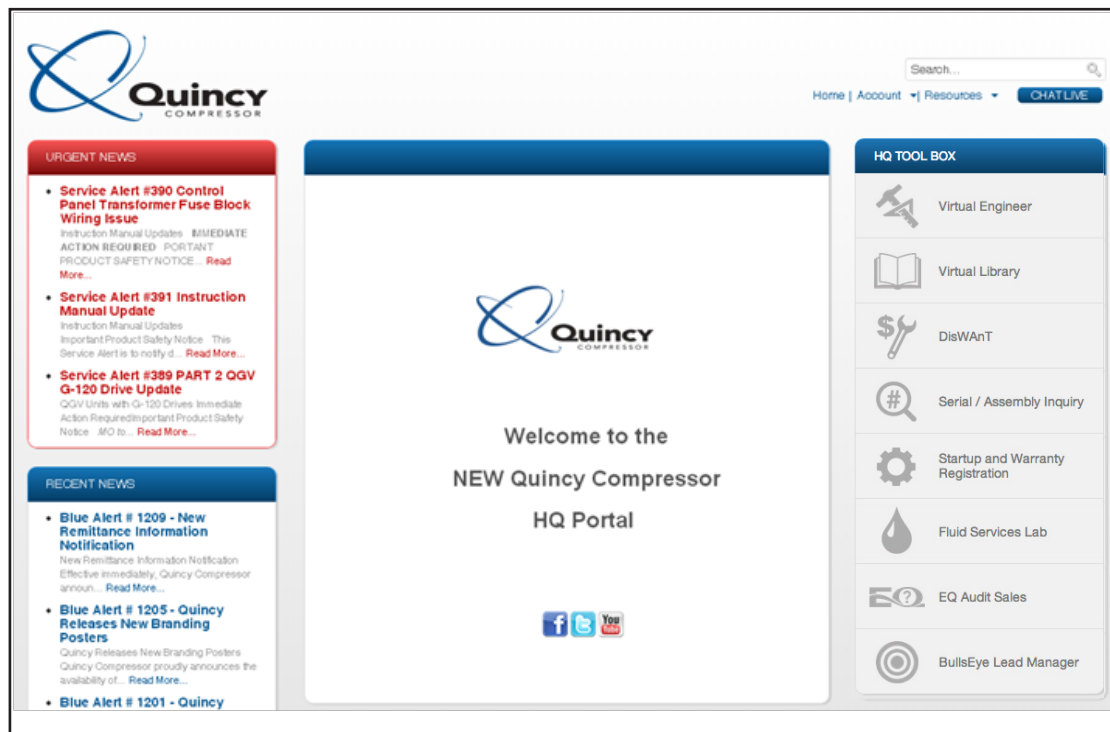 Quincy
COMPRESSOR
Search...
Home | Account | Resources
CHAT LIVE
URGENT NEWS
• Service Alert #390 Control
Panel Transformer Fuse Block
Wiring Issue
Instruction Manual Updates IMMEDIATE
ACTION REQUIRED PORTANT
PRODUCT SAFETY NOTICE... Read
More...
• Service Alert #391 Instruction
Manual Update
Instruction Manual Updates
Important Product Safety Notice This
Service Alert is to notify d... Read More...
• Service Alert #389 PART 2 QGV
G-120 Drive Update
QGV Units with G-120 Drives Immediate
Action RequiredImportant Product Safety
Notice MO to... Read More...
RECENT NEWS
• Blue Alert # 1209 - New
Remittance Information
Notification
New Remittance Information Notification
Effective immediately, Quincy Compressor
announ... Read More...
• Blue Alert # 1205 - Quincy
Releases New Branding
Posters
Quincy Releases New Branding Posters
Quincy Compressor proudly announces the
availability of... Read More...
• Blue Alert # 1201 - Quincy
Quincy
COMPRESSOR
Welcome to the
NEW Quincy Compressor
HQ Portal
You
Tube
HQ TOOL BOX
Virtual Engineer
Virtual Library
DisWAnT
Serial / Assembly Inquiry
Startup and Warranty
Registration
Fluid Services Lab
EQ Audit Sales
BullsEye Lead Manager